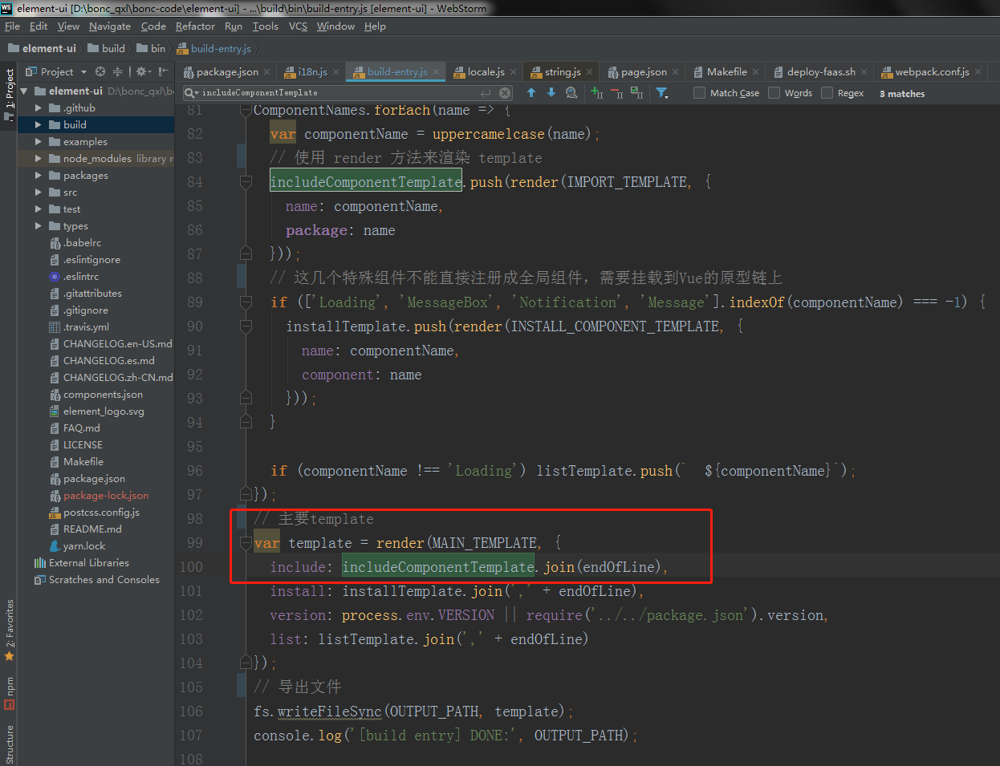 element-ui [D:\bonc_qxl\bonc-code\element-ui] - ...\build\bin\build-entry.js [element-ui] - WebStorm
File Edit View Navigate Code Refactor Run Tools VCS Window Help
element-ui build bin build-entry.js
Project
package.json i18n.js build-entry.js locale.js string.js page.json Makefile deploy-faas.sh webpack.conf.js
includeComponentTemplate
Match Case Words Regex 3 matches
1: Project
element-ui D:\bonc_qxl\b
.github
build
examples
node_modules library r
packages
src
test
types
.babelrc
.eslintignore
.eslintrc
.gitattributes
.gitignore
.travis.yml
CHANGELOG.en-US.md
CHANGELOG.es.md
CHANGELOG.zh-CN.md
components.json
element_logo.svg
FAQ.md
LICENSE
Makefile
package.json
package-lock.json
postcss.config.js
README.md
yarn.lock
External Libraries
Scratches and Consoles
2: Favorites
npm
Structure
81 ComponentNames.forEach(name => {
82 var componentName = uppercamelcase(name);
83 // 使用 render 方法来渲染 template
84 includeComponentTemplate.push(render(IMPORT_TEMPLATE, {
85 name: componentName,
86 package: name
87 }));
88 // 这几个特殊组件不能直接注册成全局组件，需要挂载到Vue的原型链上
89 if (['Loading', 'MessageBox', 'Notification', 'Message'].indexOf(componentName) === -1) {
90 installTemplate.push(render(INSTALL_COMPONENT_TEMPLATE, {
91 name: componentName,
92 component: name
93 }));
94 }
95
96 if (componentName !== 'Loading') listTemplate.push(`  ${componentName}`);
97 });
98 // 主要template
99 var template = render(MAIN_TEMPLATE, {
100 include: includeComponentTemplate.join(endOfLine),
101 install: installTemplate.join(',' + endOfLine),
102 version: process.env.VERSION || require('../../package.json').version,
103 list: listTemplate.join(',' + endOfLine)
104 });
105 // 导出文件
106 fs.writeFileSync(OUTPUT_PATH, template);
107 console.log('[build entry] DONE:', OUTPUT_PATH);
108